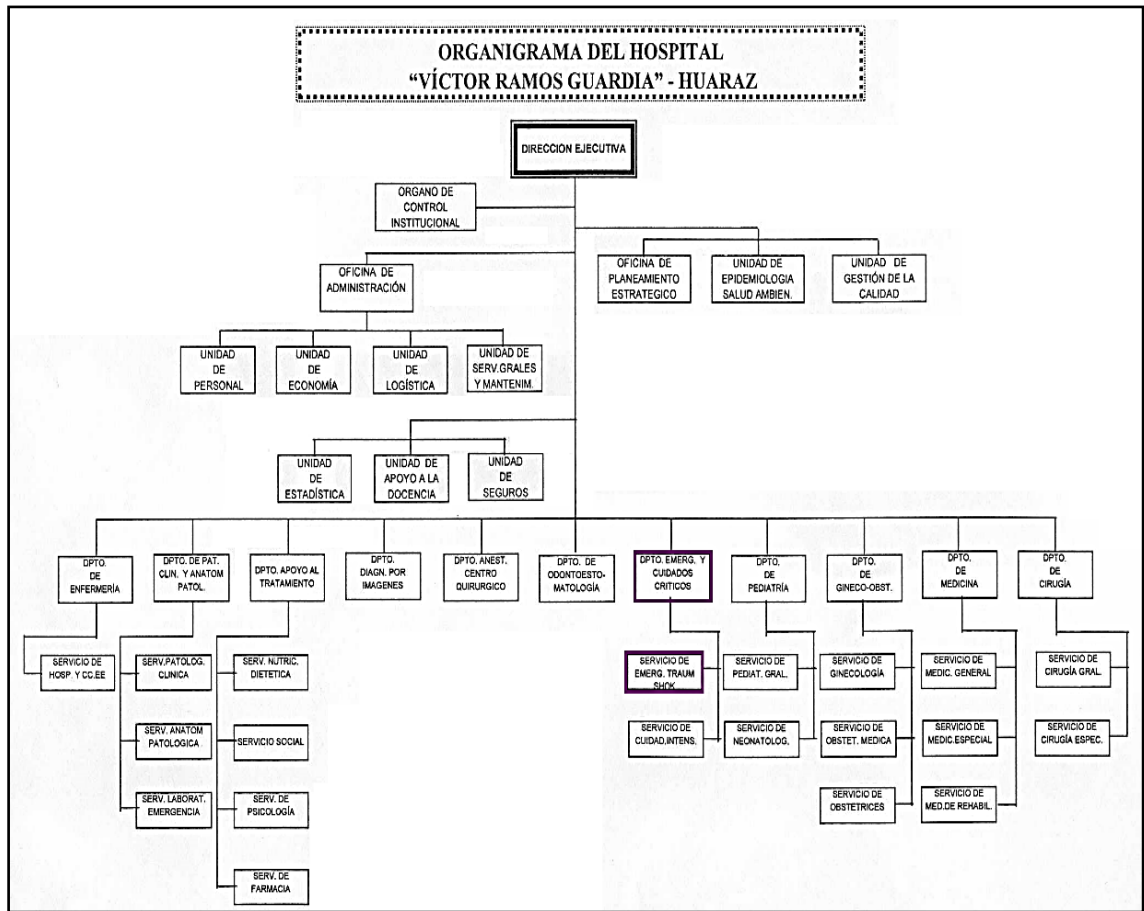 ORGANIGRAMA DEL HOSPITAL
“VÍCTOR RAMOS GUARDIA” - HUARAZ
DIRECCION EJECUTIVA
ORGANO DE
CONTROL
INSTITUCIONAL
OFICINA DE
ADMINISTRACIÓN
OFICINA DE
PLANEAMIENTO
ESTRATEGICO
UNIDAD DE
EPIDEMIOLOGIA
SALUD AMBIEN.
UNIDAD DE
GESTIÓN DE LA
CALIDAD
UNIDAD
DE
PERSONAL
UNIDAD
DE
ECONOMÍA
UNIDAD
DE
LOGÍSTICA
UNIDAD DE
SERV.GRALES
Y MANTENIM.
UNIDAD
DE
ESTADÍSTICA
UNIDAD DE
APOYO A LA
DOCENCIA
UNIDAD
DE
SEGUROS
DPTO.
DE
ENFERMERÍA
DPTO. DE PAT.
CLIN. Y ANATOM
PATOL.
DPTO. APOYO AL
TRATAMIENTO
DPTO.
DIAGN. POR
IMAGENES
DPTO. ANEST.
CENTRO
QUIRURGICO
DPTO. DE
ODONTOESTO-
MATOLOGÍA
DPTO. EMERG. Y
CUIDADOS
CRITICOS
DPTO.
DE
PEDIATRÍA
DPTO.
DE
GINECO-OBST.
DPTO.
DE
MEDICINA
DPTO.
DE
CIRUGÍA
SERVICIO DE
HOSP. Y CC.EE
SERV.PATOLOG.
CLINICA
SERV. NUTRIC.
DIETETICA
SERVICIO DE
EMERG. TRAUM
SHOK
SERVICIO DE
PEDIAT. GRAL.
SERVICIO DE
GINECOLOGÍA
SERVICIO DE
MEDIC. GENERAL
SERVICIO DE
CIRUGÍA GRAL.
SERV. ANATOM
PATOLOGICA
SERVICIO SOCIAL
SERVICIO DE
CUIDAD.INTENS.
SERVICIO DE
NEONATOLOG.
SERVICIO DE
OBSTET. MEDICA
SERVICIO DE
MEDIC.ESPECIAL
SERVICIO DE
CIRUGÍA ESPEC.
SERV. LABORAT.
EMERGENCIA
SERV. DE
PSICOLOGÍA
SERVICIO DE
OBSTETRICES
SERVICIO DE
MED.DE REHABIL.
SERV. DE
FARMACIA